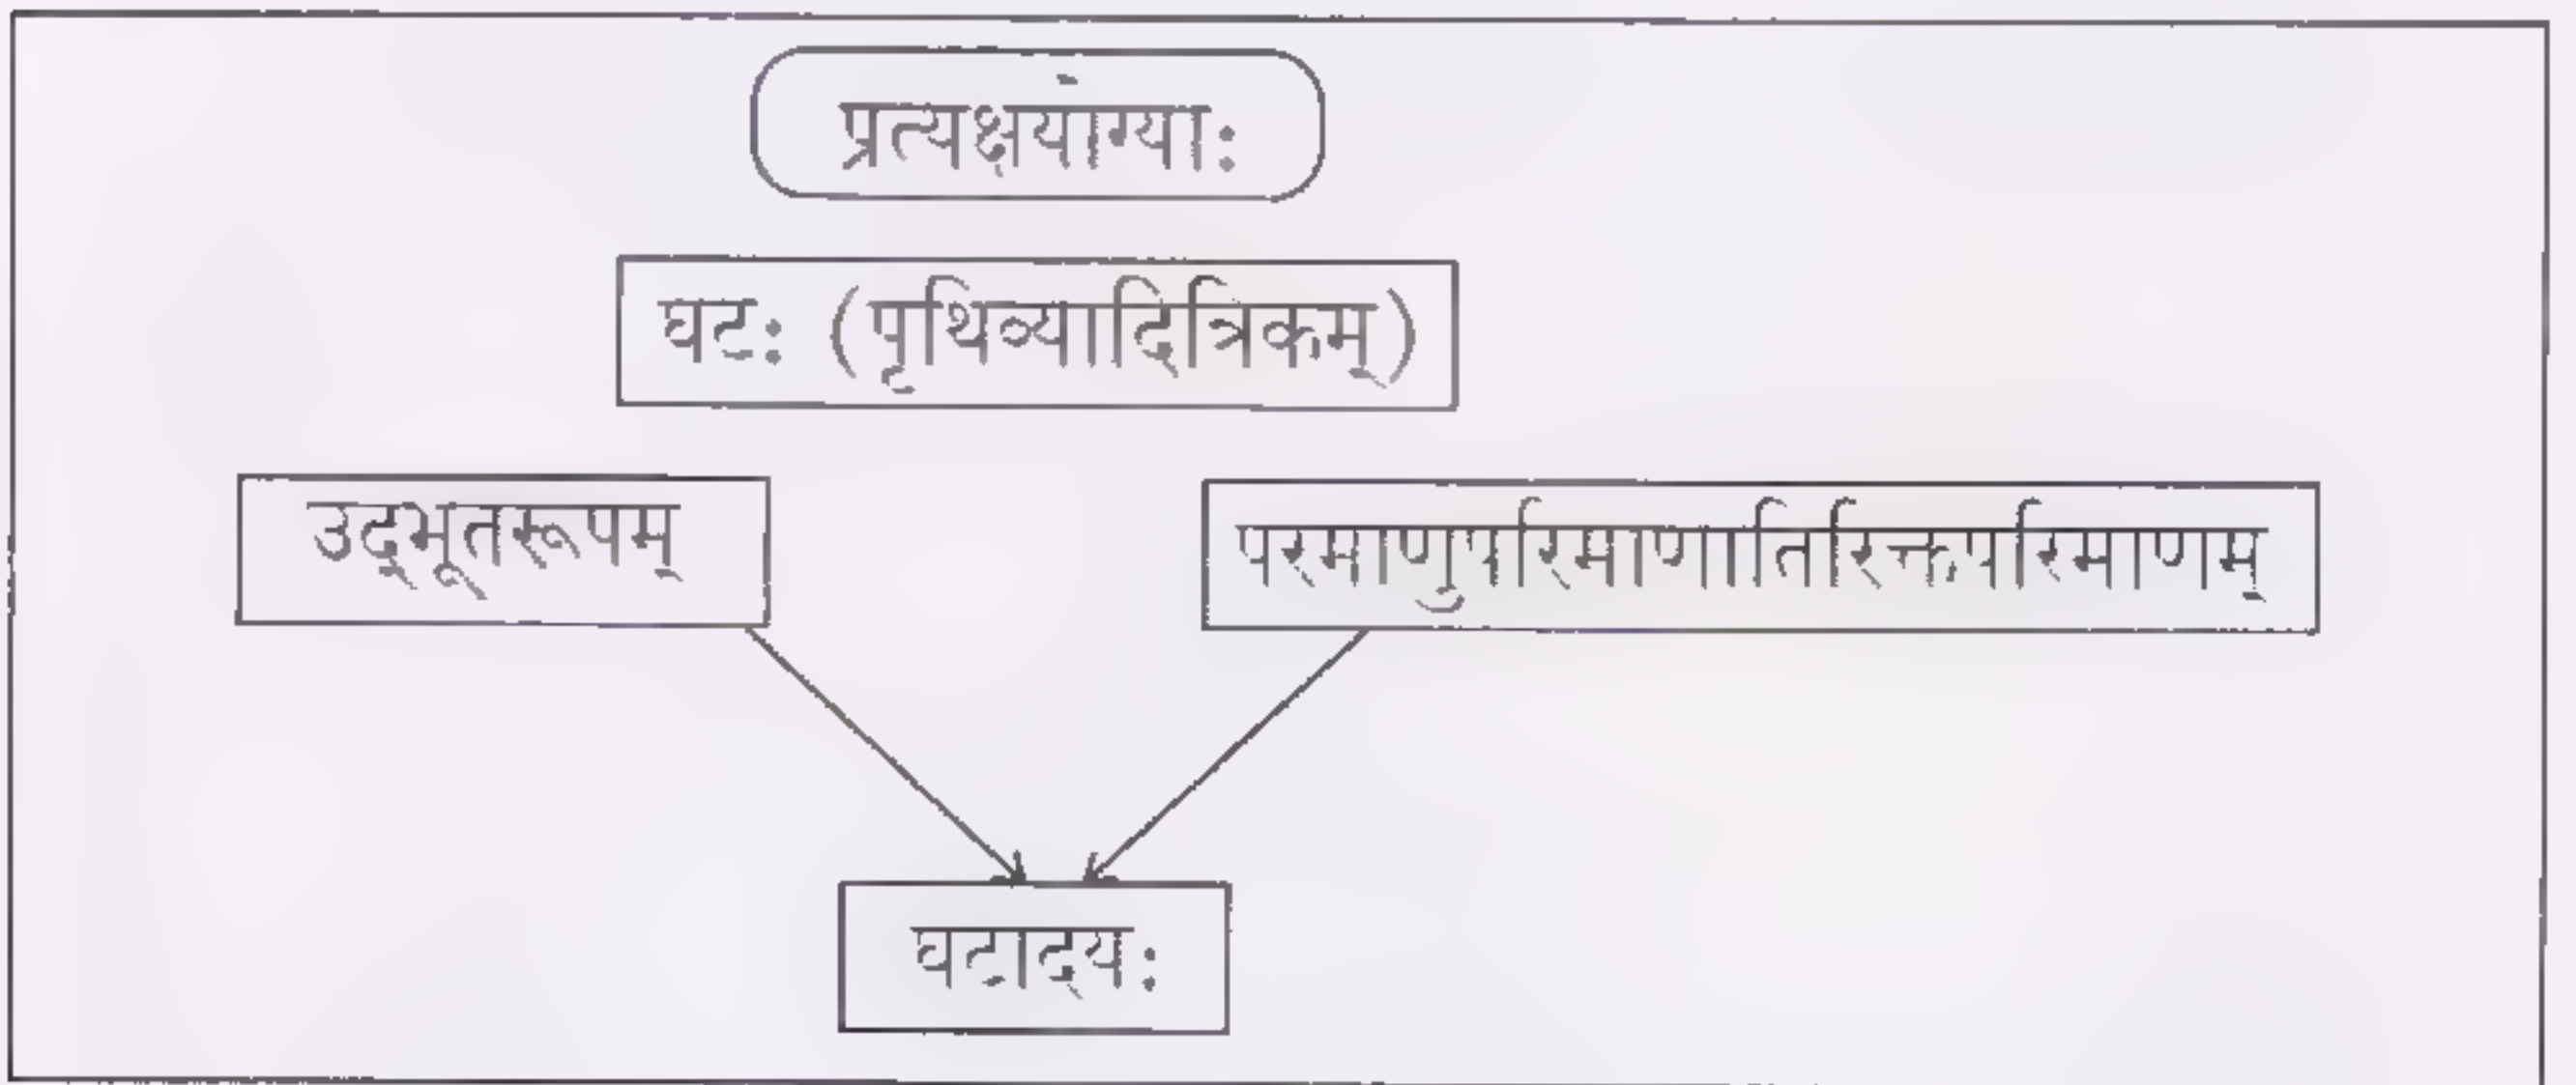 प्रत्यक्षयोग्याः
घटः (पृथिव्यादित्रिकम्)
उद्भूतरूपम्
परमाणुपरिमाणातिरिक्तपरिमाणम्
घटादयः